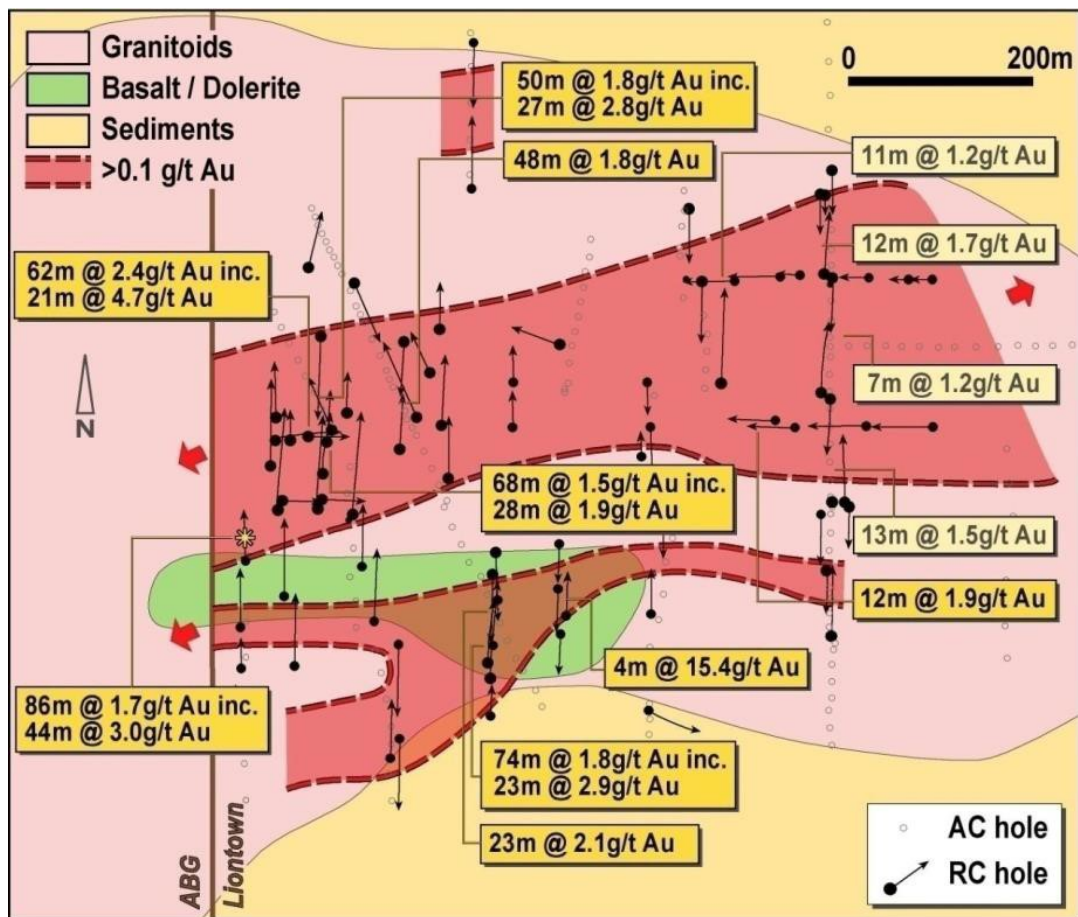 Granitoids
Basalt / Dolerite
Sediments
>0.1 g/t Au
0 200m
50m @ 1.8g/t Au inc.
27m @ 2.8g/t Au
48m @ 1.8g/t Au
11m @ 1.2g/t Au
12m @ 1.7g/t Au
62m @ 2.4g/t Au inc.
21m @ 4.7g/t Au
7m @ 1.2g/t Au
N
68m @ 1.5g/t Au inc.
28m @ 1.9g/t Au
13m @ 1.5g/t Au
12m @ 1.9g/t Au
4m @ 15.4g/t Au
86m @ 1.7g/t Au inc.
44m @ 3.0g/t Au
74m @ 1.8g/t Au inc.
23m @ 2.9g/t Au
23m @ 2.1g/t Au
ABG
Liontown
AC hole
RC hole